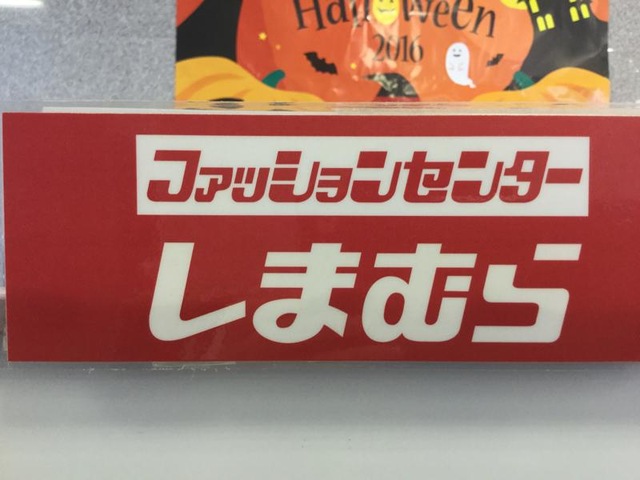 Halloween
2016
ファッションセンター
しまむら